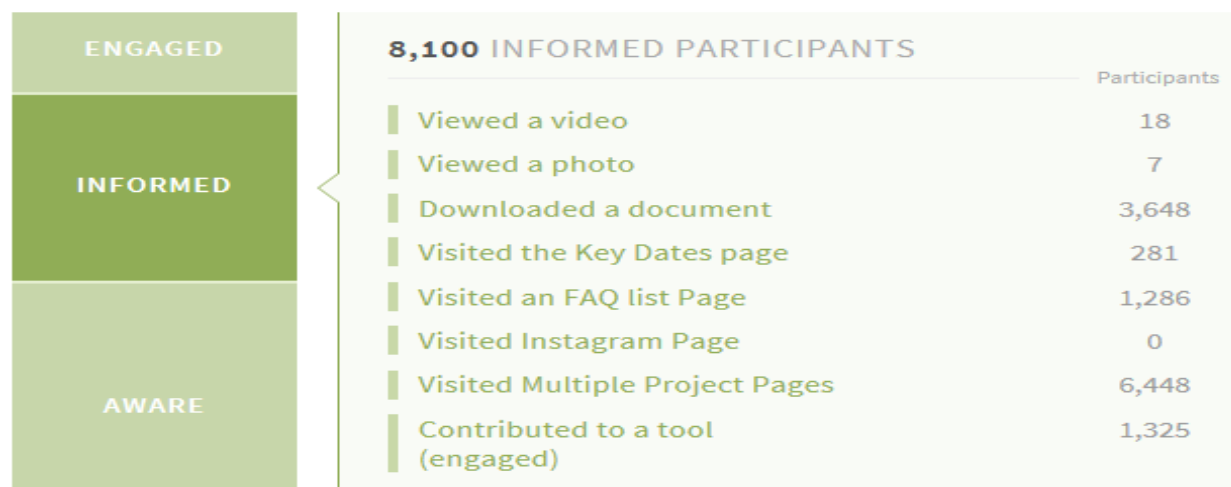 ENGAGED
INFORMED
AWARE
8,100 INFORMED PARTICIPANTS
Participants
Viewed a video 18
Viewed a photo 7
Downloaded a document 3,648
Visited the Key Dates page 281
Visited an FAQ list Page 1,286
Visited Instagram Page 0
Visited Multiple Project Pages 6,448
Contributed to a tool 1,325
(engaged)